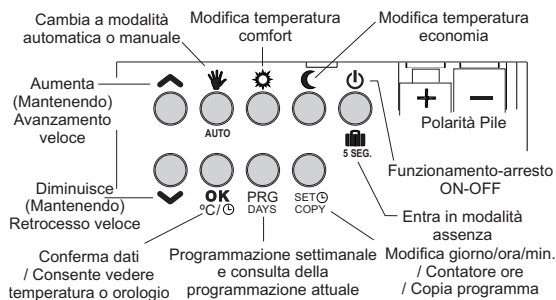 Cambia a modalità
automatica o manuale
Modifica temperatura
comfort
Modifica temperatura
economia
Aumenta
(Mantenendo)
Avanzamento
veloce
AUTO
+
−
Polarità Pile
5 SEG.
Funzionamento-arresto
ON-OFF
Diminuisce
(Mantenendo)
Retrocesso veloce
OK
ºC/
PRG
DAYS
SET
COPY
Entra in modalità
assenza
Conferma dati
/ Consente vedere
temperatura o orologio
Programmazione settimanale
e consulta della
programmazione attuale
Modifica giorno/ora/min.
/ Contatore ore
/ Copia programma